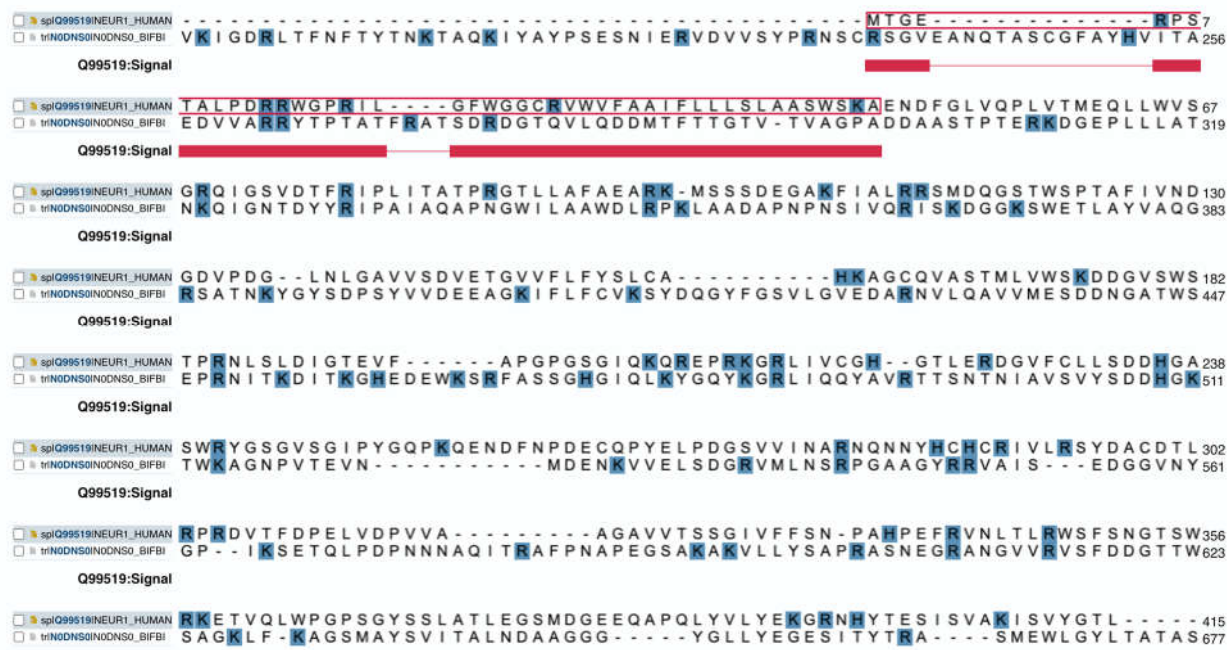 sp|Q99519|NEUR1_HUMAN - - - - - - - - - - - - - - - - - - - - - - - - - - - - - - - - - - - - - - - - - - - M T G E - - - - - - - - - - - - - - R P S 7
tr|N0DNS0|N0DNS0_BIFBI V K I G D R L T F N F T Y T N K T A Q K I Y A Y P S E S N I E R V D V V S Y P R N S C R S G V E A N Q T A S C G F A Y H V I T A 256
Q99519:Signal
sp|Q99519|NEUR1_HUMAN T A L P D R R W G P R I L - - - - G F W G G C R V W V F A A I F L L L S L A A S W S K A E N D F G L V Q P L V T M E Q L L W V S 67
tr|N0DNS0|N0DNS0_BIFBI E D V V A R R Y T P T A T F R A T S D R D G T Q V L Q D D M T F T T G T V - T V A G P A D D A A S T P T E R K D G E P L L L A T 319
Q99519:Signal
sp|Q99519|NEUR1_HUMAN G R Q I G S V D T F R I P L I T A T P R G T L L A F A E A R K - M S S S D E G A K F I A L R R S M D Q G S T W S P T A F I V N D 130
tr|N0DNS0|N0DNS0_BIFBI N K Q I G N T D Y Y R I P A I A Q A P N G W I L A A W D L R P K L A A D A P N P N S I V Q R I S K D G G K S W E T L A Y V A Q G 383
Q99519:Signal
sp|Q99519|NEUR1_HUMAN G D V P D G - - L N L G A V V S D V E T G V V F L F Y S L C A - - - - - - - - - - H K A G C Q V A S T M L V W S K D D G V S W S 182
tr|N0DNS0|N0DNS0_BIFBI R S A T N K Y G Y S D P S Y V V D E E A G K I F L F C V K S Y D Q G Y F G S V L G V E D A R N V L Q A V V M E S D D N G A T W S 447
Q99519:Signal
sp|Q99519|NEUR1_HUMAN T P R N L S L D I G T E V F - - - - - - A P G P G S G I Q K Q R E P R K G R L I V C G H - - G T L E R D G V F C L L S D D H G A 238
tr|N0DNS0|N0DNS0_BIFBI E P R N I T K D I T K G H E D E W K S R F A S S G H G I Q L K Y G Q Y K G R L I Q Q Y A V R T T S N T N I A V S V Y S D D H G K 511
Q99519:Signal
sp|Q99519|NEUR1_HUMAN S W R Y G S G V S G I P Y G Q P K Q E N D F N P D E C Q P Y E L P D G S V V I N A R N Q N N Y H C H C R I V L R S Y D A C D T L 302
tr|N0DNS0|N0DNS0_BIFBI T W K A G N P V T E V N - - - - - - - - - - - M D E N K V V E L S D G R V M L N S R P G A A G Y R R V A I S - - - E D G G V N Y 561
Q99519:Signal
sp|Q99519|NEUR1_HUMAN R P R D V T F D P E L V D P V V A - - - - - - - - - A G A V V T S S G I V F F S N - P A H P E F R V N L T L R W S F S N G T S W 356
tr|N0DNS0|N0DNS0_BIFBI G P - - I K S E T Q L P D P N N N A Q I T R A F P N A P E G S A K A K V L L Y S A P R A S N E G R A N G V V R V S F D D G T T W 623
Q99519:Signal
sp|Q99519|NEUR1_HUMAN R K E T V Q L W P G P S G Y S S L A T L E G S M D G E E Q A P Q L Y V L Y E K G R N H Y T E S I S V A K I S V Y G T L - - - - - 415
tr|N0DNS0|N0DNS0_BIFBI S A G K L F - K A G S M A Y S V I T A L N D A A G G G - - - - - Y G L L Y E G E S I T Y T R A - - - - S M E W L G Y L T A T A S 677